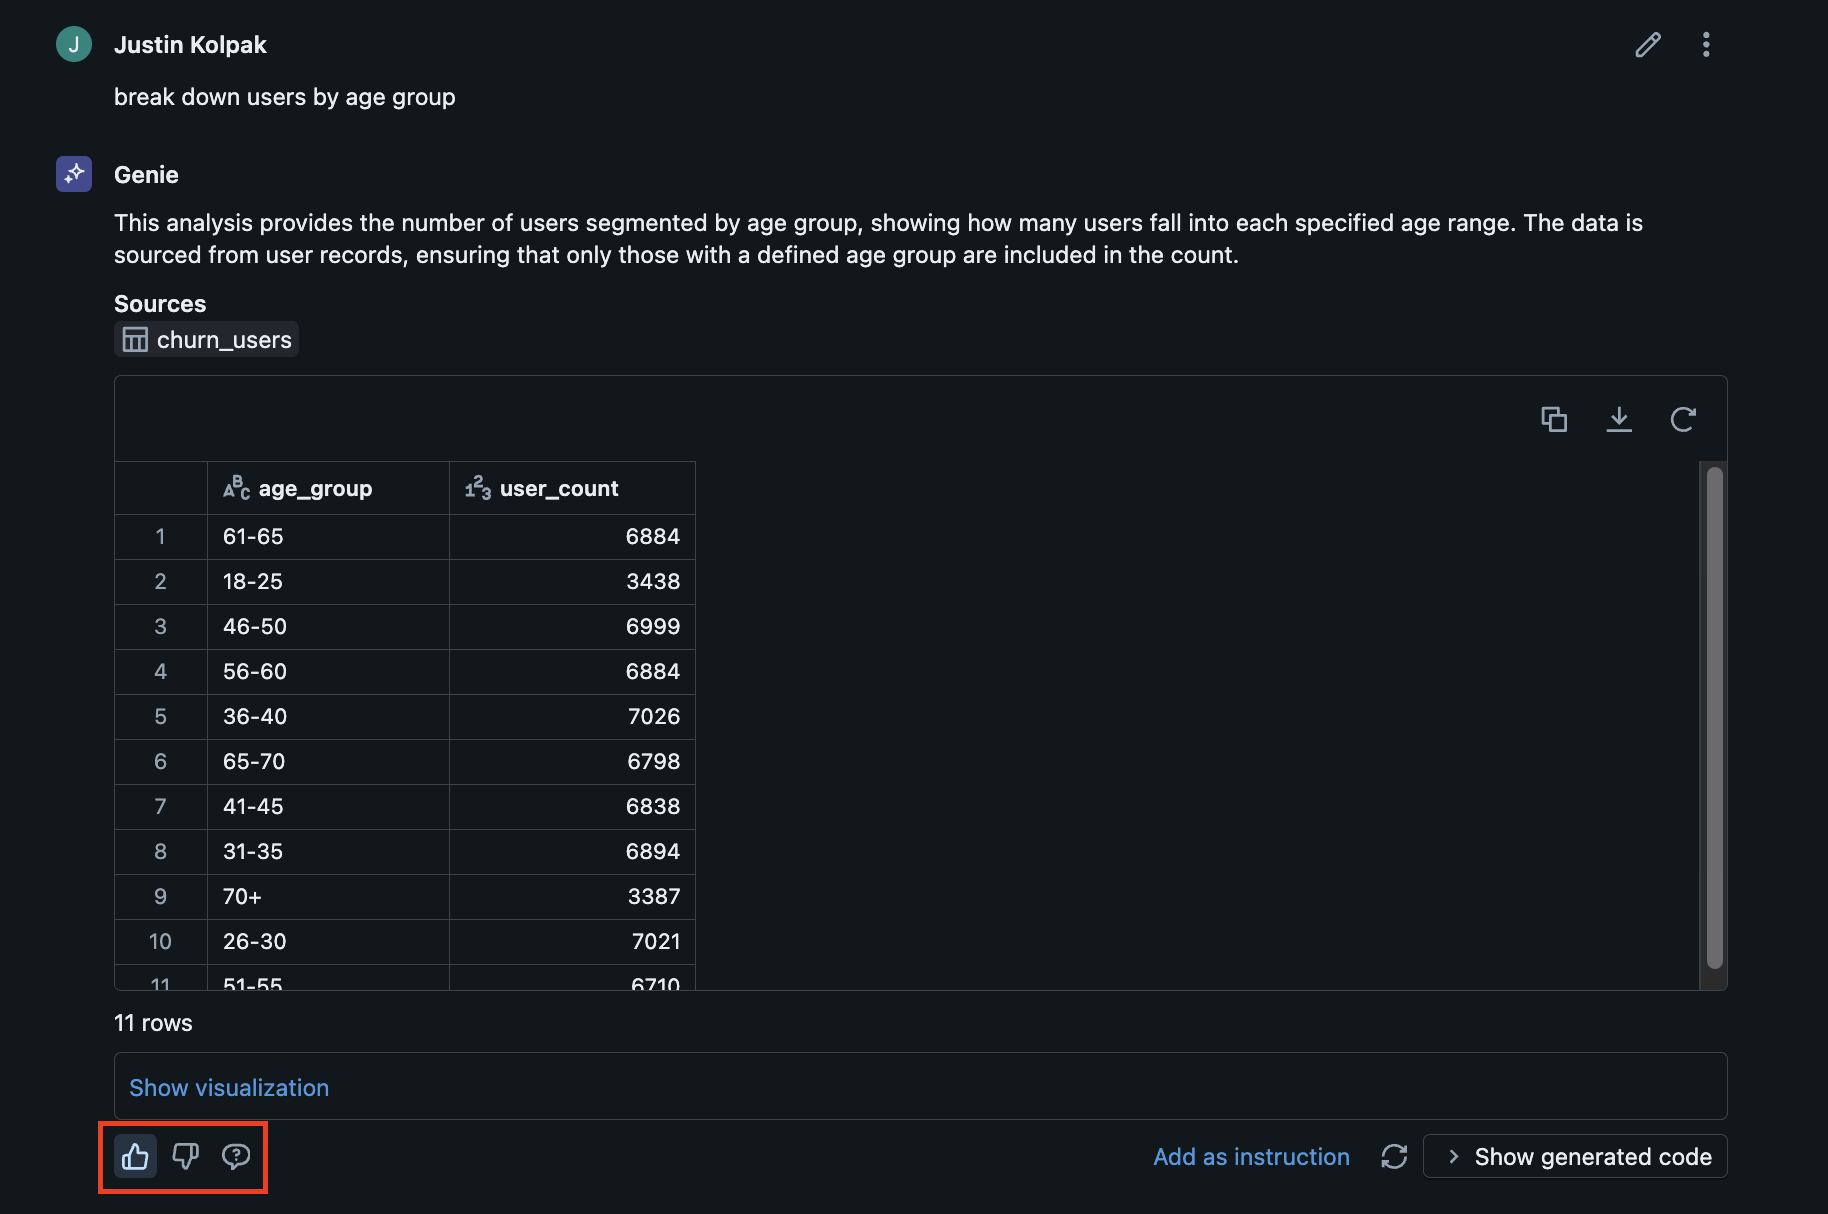 J Justin Kolpak
break down users by age group
Genie
This analysis provides the number of users segmented by age group, showing how many users fall into each specified age range. The data is
sourced from user records, ensuring that only those with a defined age group are included in the count.
Sources
churn_users
age_group user_count
1 61-65 6884
2 18-25 3438
3 46-50 6999
4 56-60 6884
5 36-40 7026
6 65-70 6798
7 41-45 6838
8 31-35 6894
9 70+ 3387
10 26-30 7021
11 51-55 6710
11 rows
Show visualization
Add as instruction > Show generated code